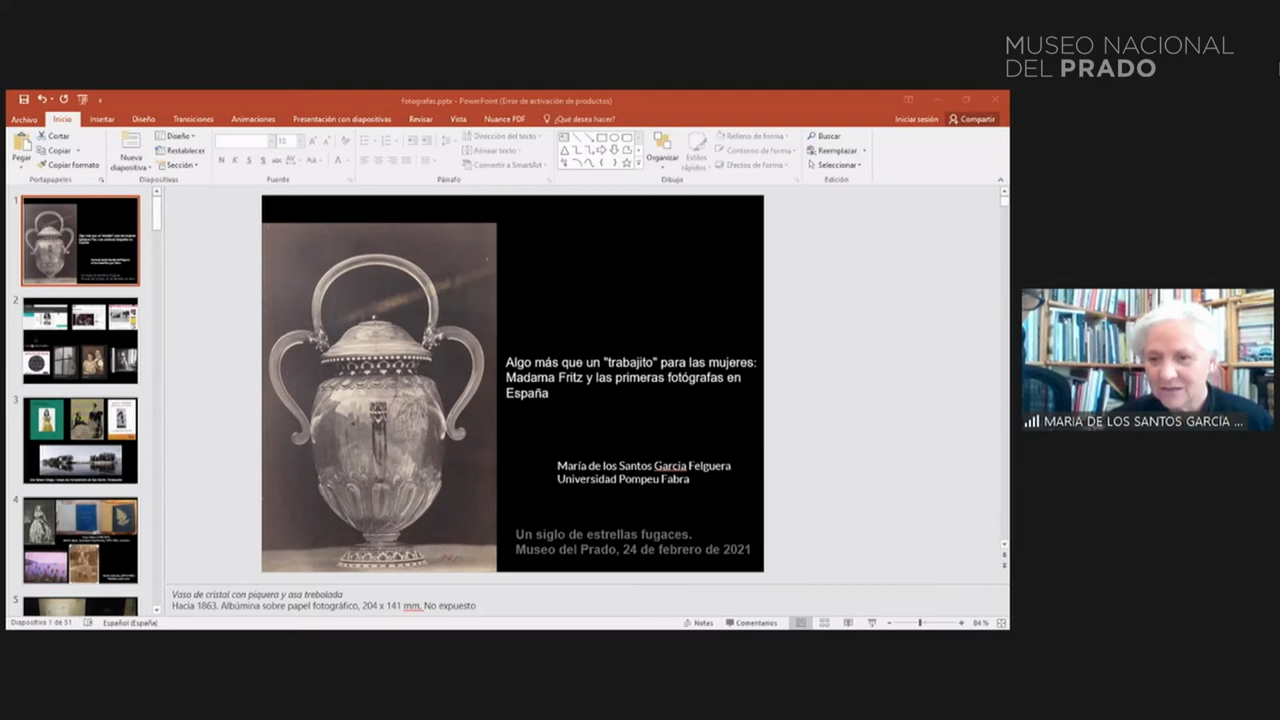 MUSEO NACIONAL
DEL PRADO
fotografas.pptx - PowerPoint (Error de activación de productos)
Archivo Inicio Insertar Diseño Transiciones Animaciones Presentación con diapositivas Revisar Vista Nuance PDF ¿Qué desea hacer? Iniciar sesión Compartir
Pegar
Cortar
Copiar
Copiar formato
Portapapeles
Nueva
diapositiva
Diseño
Restablecer
Sección
Diapositivas
N K S
Fuente
Dirección del texto
Alinear texto
Convertir a SmartArt
Párrafo
Organizar
Estilos
rápidos
Relleno de forma
Contorno de forma
Efectos de forma
Dibujo
Buscar
Reemplazar
Seleccionar
Edición
1
2
3
4
5
Algo más que un "trabajito" para las mujeres:
Madama Fritz y las primeras fotógrafas en
España
María de los Santos García Felguera
Universidad Pompeu Fabra
Un siglo de estrellas fugaces.
Museo del Prado, 24 de febrero de 2021
MARIA DE LOS SANTOS GARCÍA ...
Vaso de cristal con piquera y asa trebolada
Hacia 1863. Albúmina sobre papel fotográfico, 204 x 141 mm. No expuesto
Diapositiva 1 de 51 Español (España) Notas Comentarios 84 %